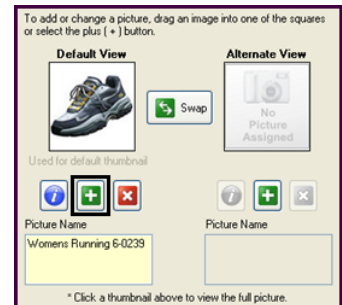 To add or change a picture, drag an image into one of the squares
or select the plus ( + ) button.
Default View
Alternate View
Swap
No
Picture
Assigned
Used for default thumbnail
Picture Name
Picture Name
Womens Running 6-0239
* Click a thumbnail above to view the full picture.